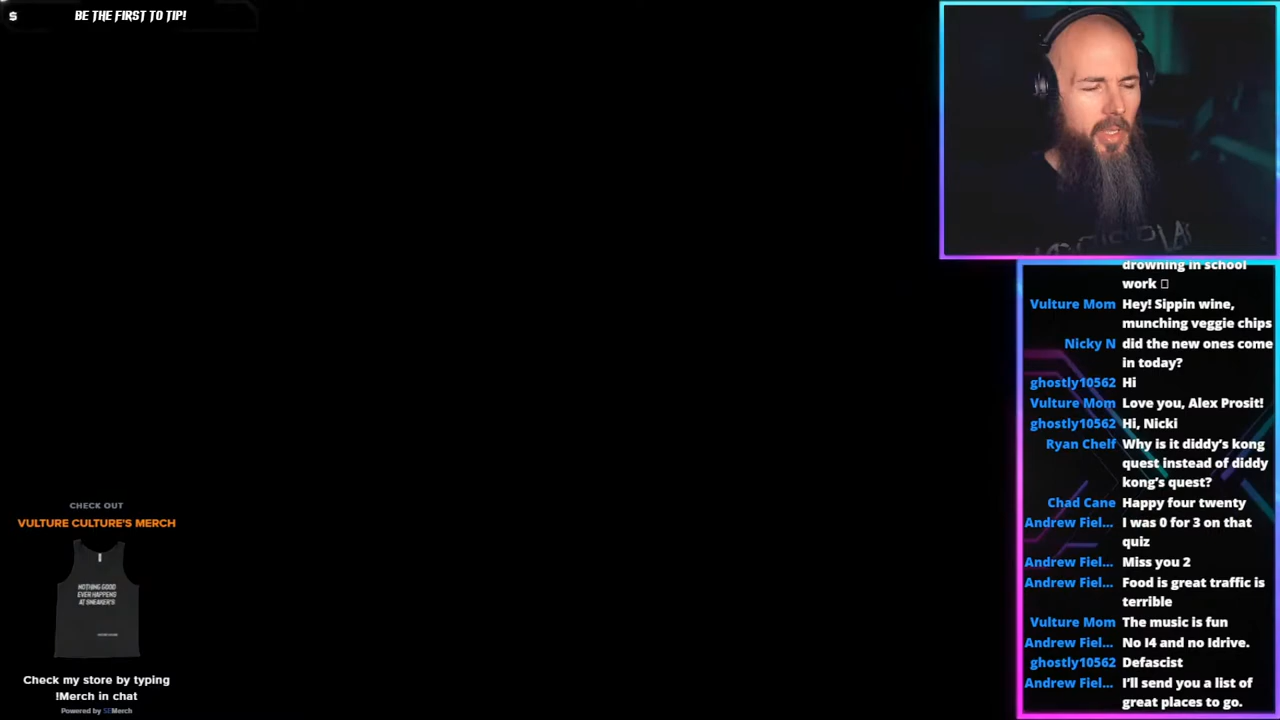 $
BE THE FIRST TO TIP!
drowning in school
work
Vulture Mom Hey! Sippin wine,
munching veggie chips
Nicky N did the new ones come
in today?
ghostly10562 Hi
Vulture Mom Love you, Alex Prosit!
ghostly10562 Hi, Nicki
Ryan Chelf Why is it diddy’s kong
quest instead of diddy
kong’s quest?
Chad Cane Happy four twenty
Andrew Fiel... I was 0 for 3 on that
quiz
Andrew Fiel... Miss you 2
Andrew Fiel... Food is great traffic is
terrible
Vulture Mom The music is fun
Andrew Fiel... No I4 and no Idrive.
ghostly10562 Defascist
Andrew Fiel... I’ll send you a list of
great places to go.
CHECK OUT
VULTURE CULTURE'S MERCH
NOTHING GOOD
EVER HAPPENS
AT SNEAKER'S
Check my store by typing
!Merch in chat
Powered by SEMerch